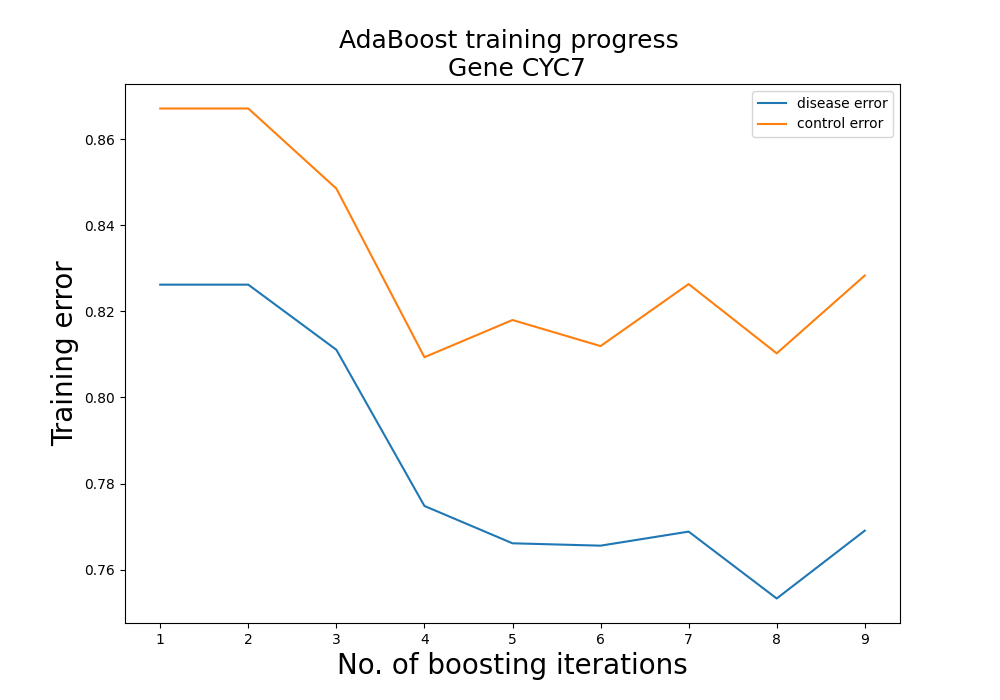 AdaBoost training progress
Gene CYC7
disease error
control error
0.86
0.84
0.82
0.80
0.78
0.76
Training error
1 2 3 4 5 6 7 8 9
No. of boosting iterations